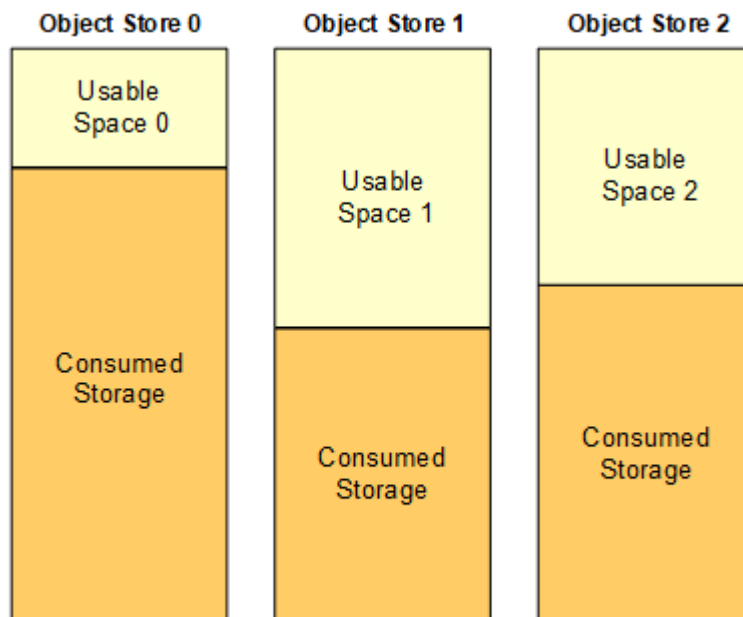 Object Store 0
Object Store 1
Object Store 2
Usable
Space 0
Usable
Space 1
Usable
Space 2
Consumed
Storage
Consumed
Storage
Consumed
Storage